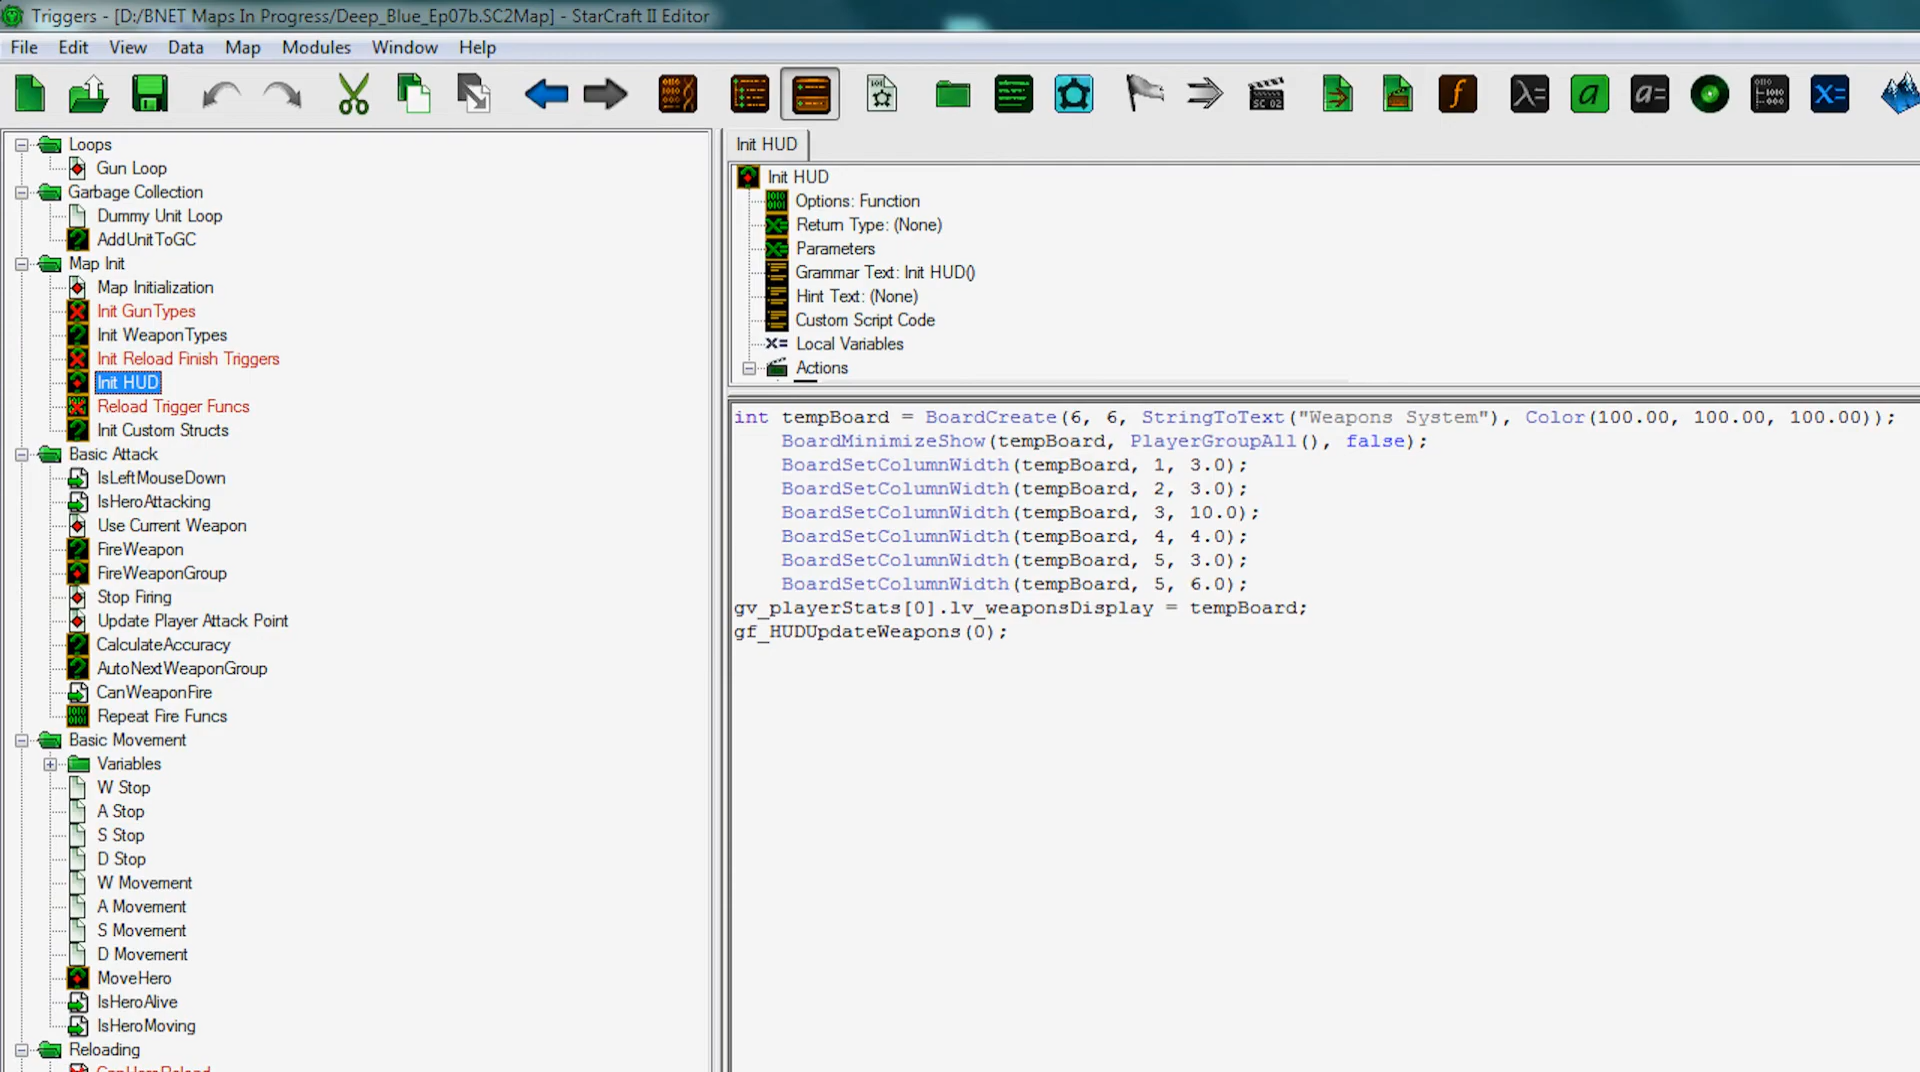 Triggers - [D:/BNET Maps In Progress/Deep_Blue_Ep07b.SC2Map] - StarCraft II Editor
File Edit View Data Map Modules Window Help
SC 02
Loops
Gun Loop
Garbage Collection
Dummy Unit Loop
AddUnitToGC
Map Init
Map Initialization
Init GunTypes
Init WeaponTypes
Init Reload Finish Triggers
Init HUD
Reload Trigger Funcs
Init Custom Structs
Basic Attack
IsLeftMouseDown
IsHeroAttacking
Use Current Weapon
FireWeapon
FireWeaponGroup
Stop Firing
Update Player Attack Point
CalculateAccuracy
AutoNextWeaponGroup
CanWeaponFire
Repeat Fire Funcs
Basic Movement
Variables
W Stop
A Stop
S Stop
D Stop
W Movement
A Movement
S Movement
D Movement
MoveHero
IsHeroAlive
IsHeroMoving
Reloading
Init HUD
Init HUD
Options: Function
Return Type: (None)
Parameters
Grammar Text: Init HUD()
Hint Text: (None)
Custom Script Code
Local Variables
Actions
int tempBoard = BoardCreate(6, 6, StringToText("Weapons System"), Color(100.00, 100.00, 100.00));
BoardMinimizeShow(tempBoard, PlayerGroupAll(), false);
BoardSetColumnWidth(tempBoard, 1, 3.0);
BoardSetColumnWidth(tempBoard, 2, 3.0);
BoardSetColumnWidth(tempBoard, 3, 10.0);
BoardSetColumnWidth(tempBoard, 4, 4.0);
BoardSetColumnWidth(tempBoard, 5, 3.0);
BoardSetColumnWidth(tempBoard, 5, 6.0);
gv_playerStats[0].lv_weaponsDisplay = tempBoard;
gf_HUDUpdateWeapons(0);